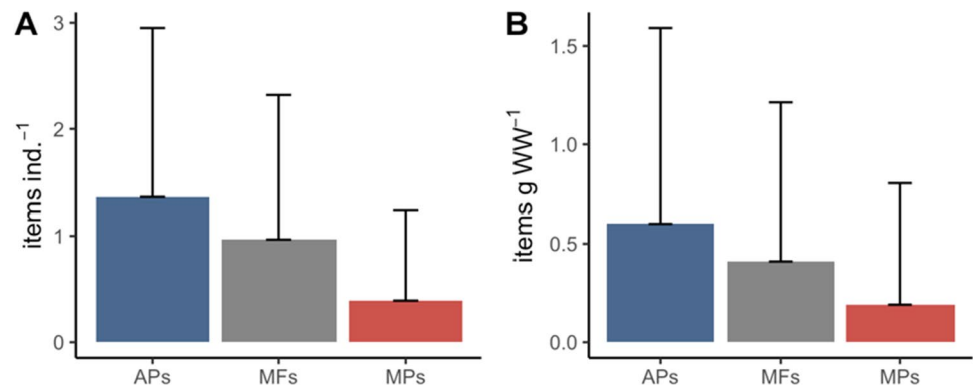 A
items ind.⁻¹
3
2
1
0
APs MFs MPs
B
items g WW⁻¹
1.5
1.0
0.5
0.0
APs MFs MPs